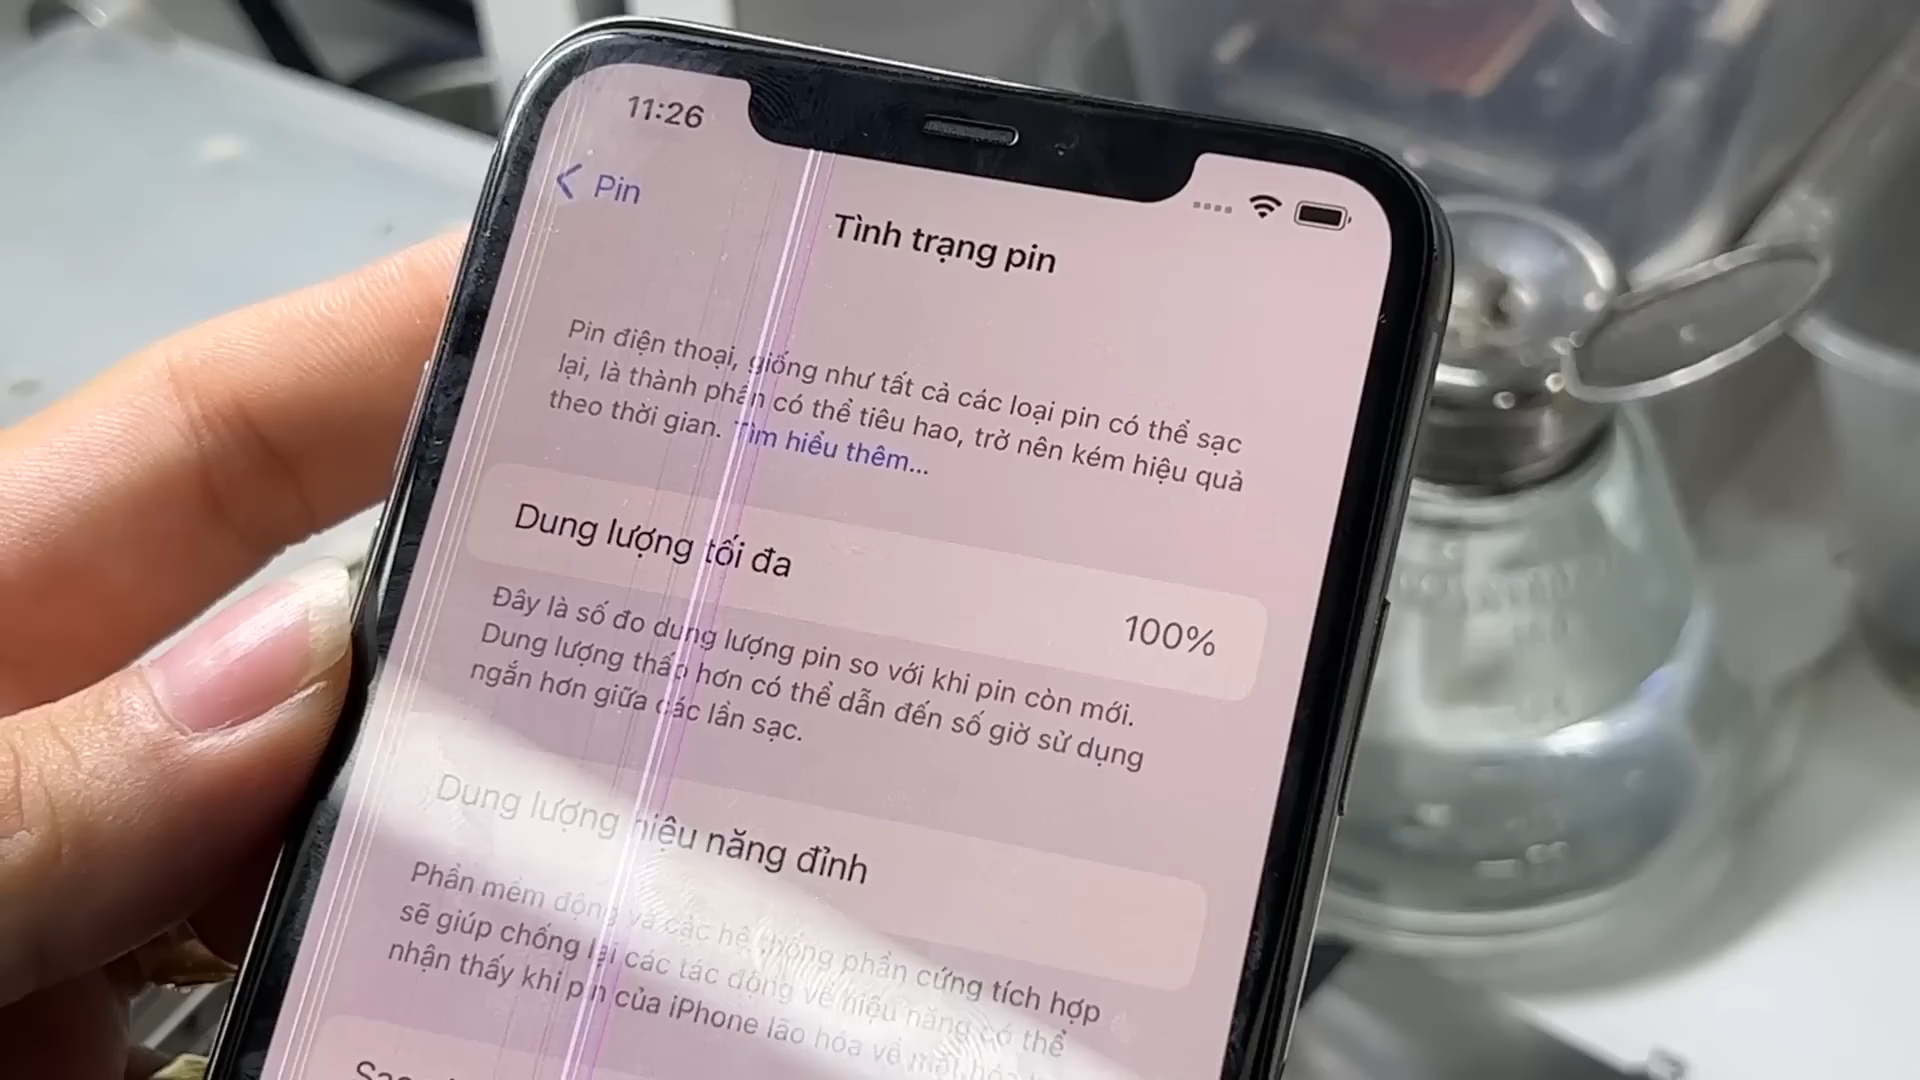 11:26
Pin
Tình trạng pin
Pin điện thoại, giống như tất cả các loại pin có thể sạc
lại, là thành phần có thể tiêu hao, trở nên kém hiệu quả
theo thời gian. Tìm hiểu thêm...
Dung lượng tối đa
100%
Đây là số đo dung lượng pin so với khi pin còn mới.
Dung lượng thấp hơn có thể dẫn đến số giờ sử dụng
ngắn hơn giữa các lần sạc.
Dung lượng hiệu năng đỉnh
Phần mềm động và các hệ thống phần cứng tích hợp
sẽ giúp chống lại các tác động về hiệu năng có thể
nhận thấy khi pin của iPhone lão hóa về mặt hóa